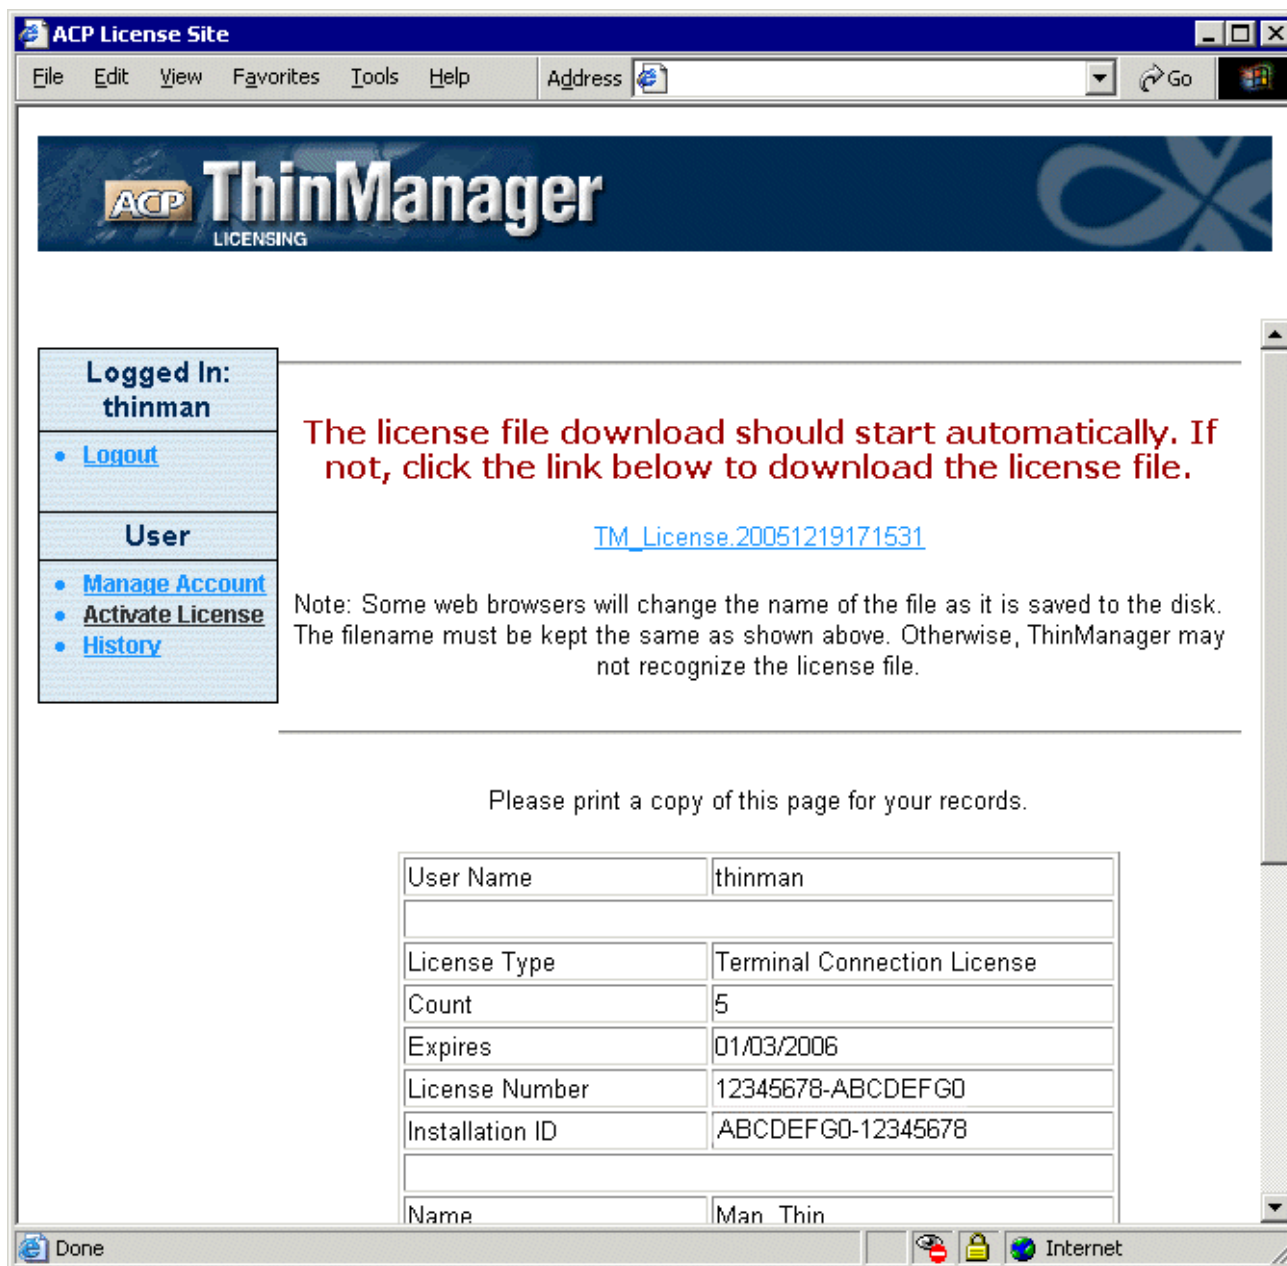 ACP License Site
File Edit View Favorites Tools Help Address Go
ACP ThinManager
LICENSING
Logged In:
thinman
Logout
User
Manage Account
Activate License
History
The license file download should start automatically. If
not, click the link below to download the license file.
TM_License.20051219171531
Note: Some web browsers will change the name of the file as it is saved to the disk.
The filename must be kept the same as shown above. Otherwise, ThinManager may
not recognize the license file.
Please print a copy of this page for your records.
User Name thinman
License Type Terminal Connection License
Count 5
Expires 01/03/2006
License Number 12345678-ABCDEFG0
Installation ID ABCDEFG0-12345678
Name Man, Thin
Done Internet